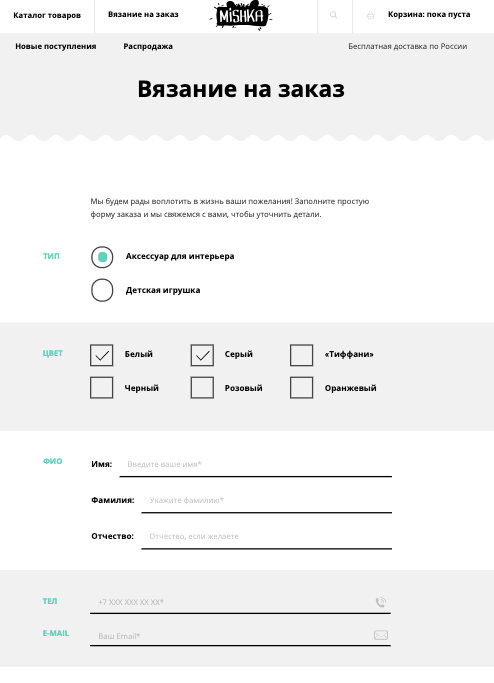 Каталог товаров
Вязание на заказ
MiSHKA
Корзина: пока пуста
Новые поступления
Распродажа
Бесплатная доставка по России
Вязание на заказ
Мы будем рады воплотить в жизнь ваши пожелания! Заполните простую
форму заказа и мы свяжемся с вами, чтобы уточнить детали.
ТИП
Аксессуар для интерьера
Детская игрушка
ЦВЕТ
Белый
Серый
«Тиффани»
Черный
Розовый
Оранжевый
ФИО
Имя: Введите ваше имя*
Фамилия: Укажите фамилию*
Отчество: Отчество, если желаете
ТЕЛ +7 XXX XXX XX XX*
E-MAIL Ваш Email*